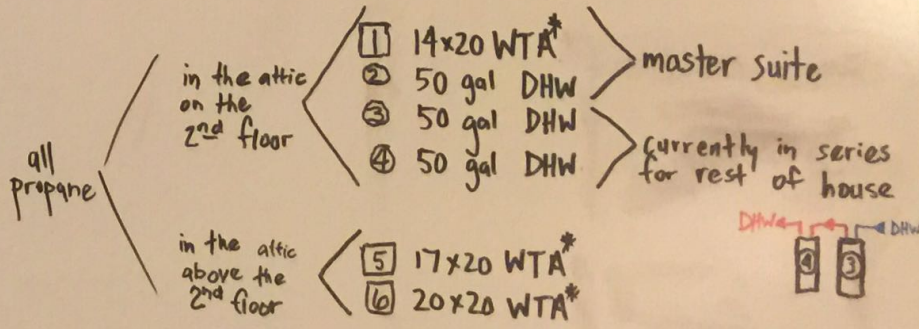 all
propane
in the attic
on the
2nd floor
1 14x20 WTA*
2 50 gal DHW
3 50 gal DHW
4 50 gal DHW
master suite
currently in series
for rest of house
in the attic
above the
2nd floor
5 17x20 WTA*
6 20x20 WTA*
DHW
DHW
4 3